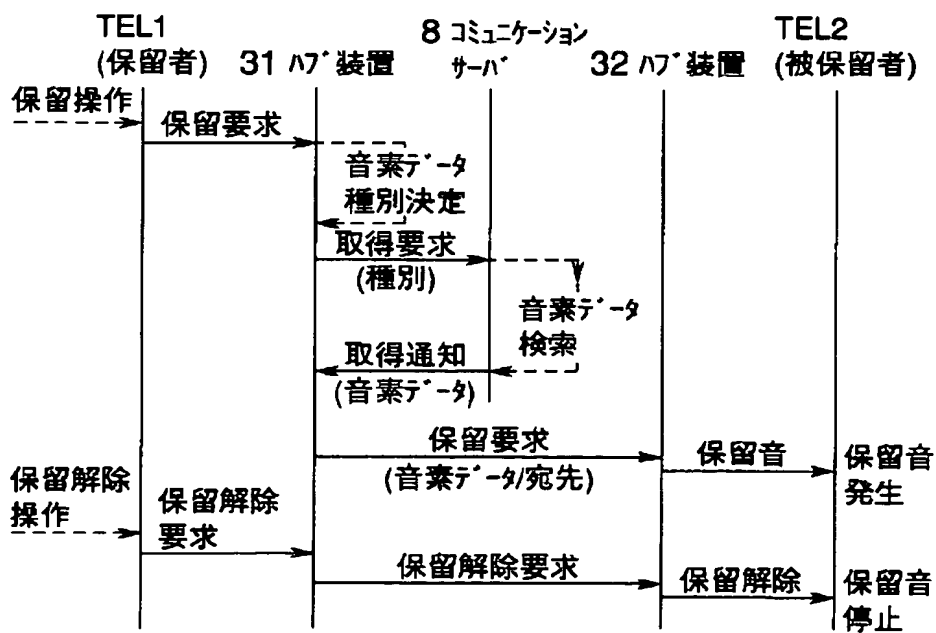 TEL1
(保留者)
31 ﾊﾌﾞ装置
8 ｺﾐｭﾆｹｰｼｮﾝ
ｻｰﾊﾞ
32 ﾊﾌﾞ装置
TEL2
(被保留者)
保留操作
保留要求
音素ﾃﾞｰﾀ
種別決定
取得要求
(種別)
音素ﾃﾞｰﾀ
検索
取得通知
(音素ﾃﾞｰﾀ)
保留要求
(音素ﾃﾞｰﾀ/宛先)
保留音
保留音
発生
保留解除
操作
保留解除
要求
保留解除要求
保留解除
保留音
停止